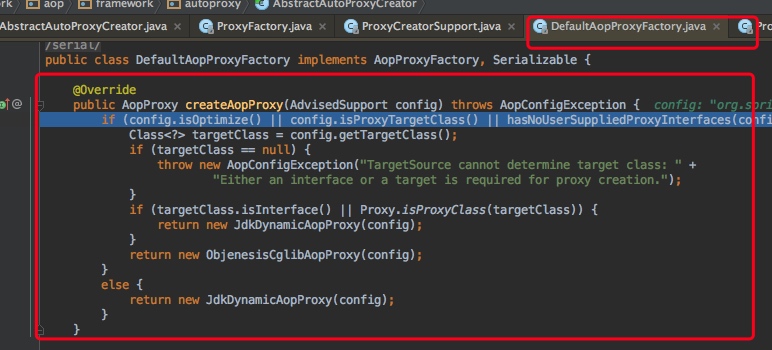 ork aop framework autoproxy AbstractAutoProxyCreator
AbstractAutoProxyCreator.java × ProxyFactory.java × ProxyCreatorSupport.java × DefaultAopProxyFactory.java × Pro
/serial/
public class DefaultAopProxyFactory implements AopProxyFactory, Serializable {
@Override
public AopProxy createAopProxy(AdvisedSupport config) throws AopConfigException { config: "org.spri
if (config.isOptimize() || config.isProxyTargetClass() || hasNoUserSuppliedProxyInterfaces(confi
Class<?> targetClass = config.getTargetClass();
if (targetClass == null) {
throw new AopConfigException("TargetSource cannot determine target class: " +
"Either an interface or a target is required for proxy creation.");
}
if (targetClass.isInterface() || Proxy.isProxyClass(targetClass)) {
return new JdkDynamicAopProxy(config);
}
return new ObjenesisCglibAopProxy(config);
}
else {
return new JdkDynamicAopProxy(config);
}
}